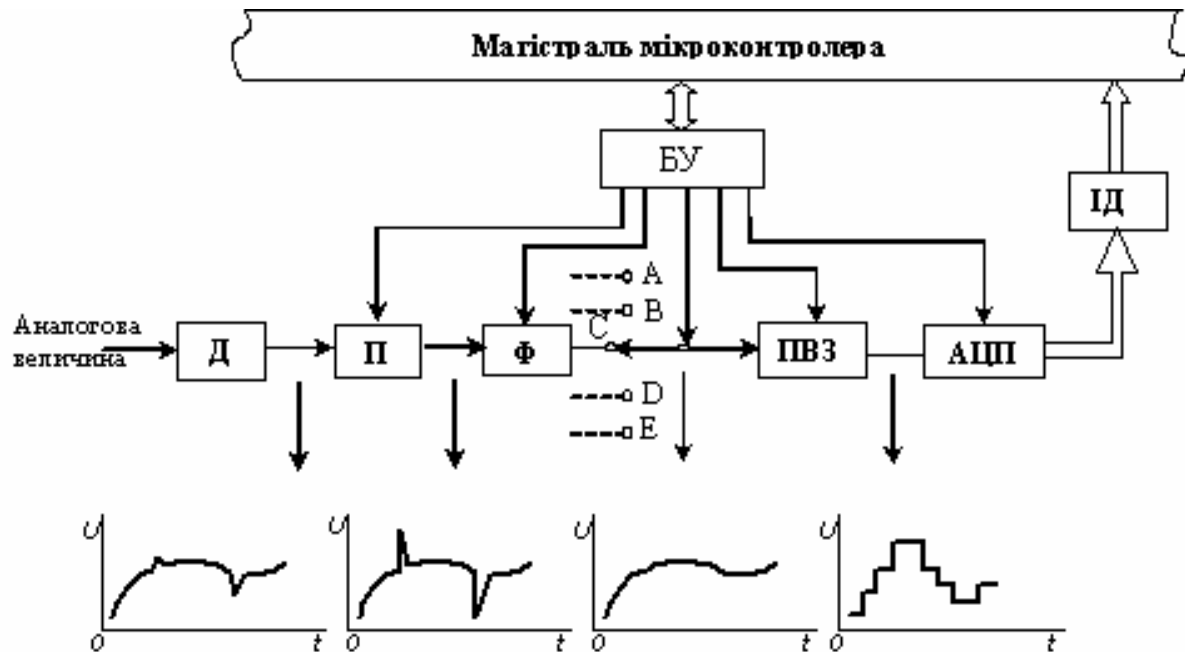 Магістраль мікроконтролера
БУ
ІД
A
B
C
Аналогова
величина
Д
П
Ф
ПВЗ
АЦП
D
E
U
U
U
U
0
t
0
t
0
t
0
t